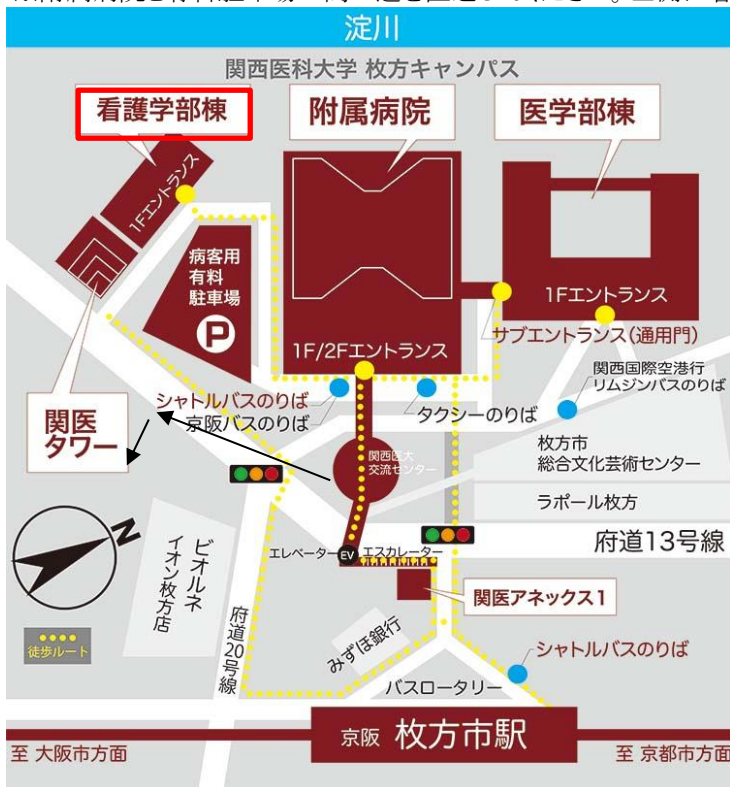 淀川
関西医科大学 枚方キャンパス
看護学部棟
附属病院
医学部棟
1Fエントランス
病客用
有料
駐車場
P
1Fエントランス
サブエントランス(通用門)
1F/2Fエントランス
関西国際空港行
リムジンバスのりば
シャトルバスのりば
京阪バスのりば
タクシーのりば
関医
タワー
関西医大
交流センター
枚方市
総合文化芸術センター
ラポール枚方
N
府道13号線
エレベーター
EV
エスカレーター
ビオルネ
イオン枚方店
関医アネックス1
府道20号線
みずほ銀行
徒歩ルート
シャトルバスのりば
バスロータリー
京阪 枚方市駅
至 大阪市方面
至 京都市方面